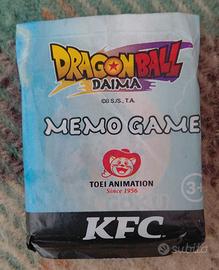 DRAGON BALL
DAIMA
© B.S./S., T.A.
MEMO GAME
TOEI ANIMATION
Since 1956
3+
KFC
subito